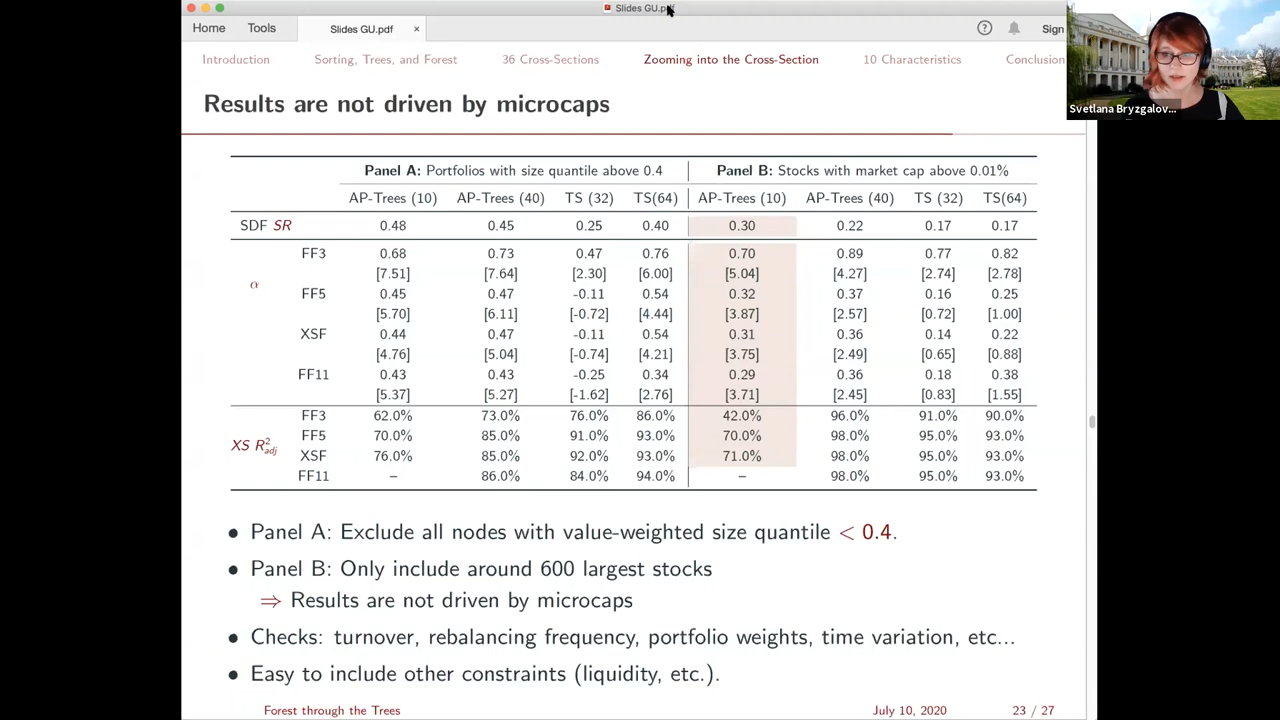 Slides GU.pdf
Home Tools Slides GU.pdf × ? Sign
Introduction Sorting, Trees, and Forest 36 Cross-Sections Zooming into the Cross-Section 10 Characteristics Conclusion
Svetlana Bryzgalov...
Results are not driven by microcaps
Panel A: Portfolios with size quantile above 0.4 Panel B: Stocks with market cap above 0.01%
AP-Trees (10) AP-Trees (40) TS (32) TS(64) AP-Trees (10) AP-Trees (40) TS (32) TS(64)
SDF SR 0.48 0.45 0.25 0.40 0.30 0.22 0.17 0.17
FF3 0.68 0.73 0.47 0.76 0.70 0.89 0.77 0.82
[7.51] [7.64] [2.30] [6.00] [5.04] [4.27] [2.74] [2.78]
α FF5 0.45 0.47 -0.11 0.54 0.32 0.37 0.16 0.25
[5.70] [6.11] [-0.72] [4.44] [3.87] [2.57] [0.72] [1.00]
XSF 0.44 0.47 -0.11 0.54 0.31 0.36 0.14 0.22
[4.76] [5.04] [-0.74] [4.21] [3.75] [2.49] [0.65] [0.88]
FF11 0.43 0.43 -0.25 0.34 0.29 0.36 0.18 0.38
[5.37] [5.27] [-1.62] [2.76] [3.71] [2.45] [0.83] [1.55]
FF3 62.0% 73.0% 76.0% 86.0% 42.0% 96.0% 91.0% 90.0%
FF5 70.0% 85.0% 91.0% 93.0% 70.0% 98.0% 95.0% 93.0%
XS R²adj XSF 76.0% 85.0% 92.0% 93.0% 71.0% 98.0% 95.0% 93.0%
FF11 – 86.0% 84.0% 94.0% – 98.0% 95.0% 93.0%
• Panel A: Exclude all nodes with value-weighted size quantile < 0.4.
• Panel B: Only include around 600 largest stocks
⇒ Results are not driven by microcaps
• Checks: turnover, rebalancing frequency, portfolio weights, time variation, etc...
• Easy to include other constraints (liquidity, etc.).
Forest through the Trees July 10, 2020 23 / 27